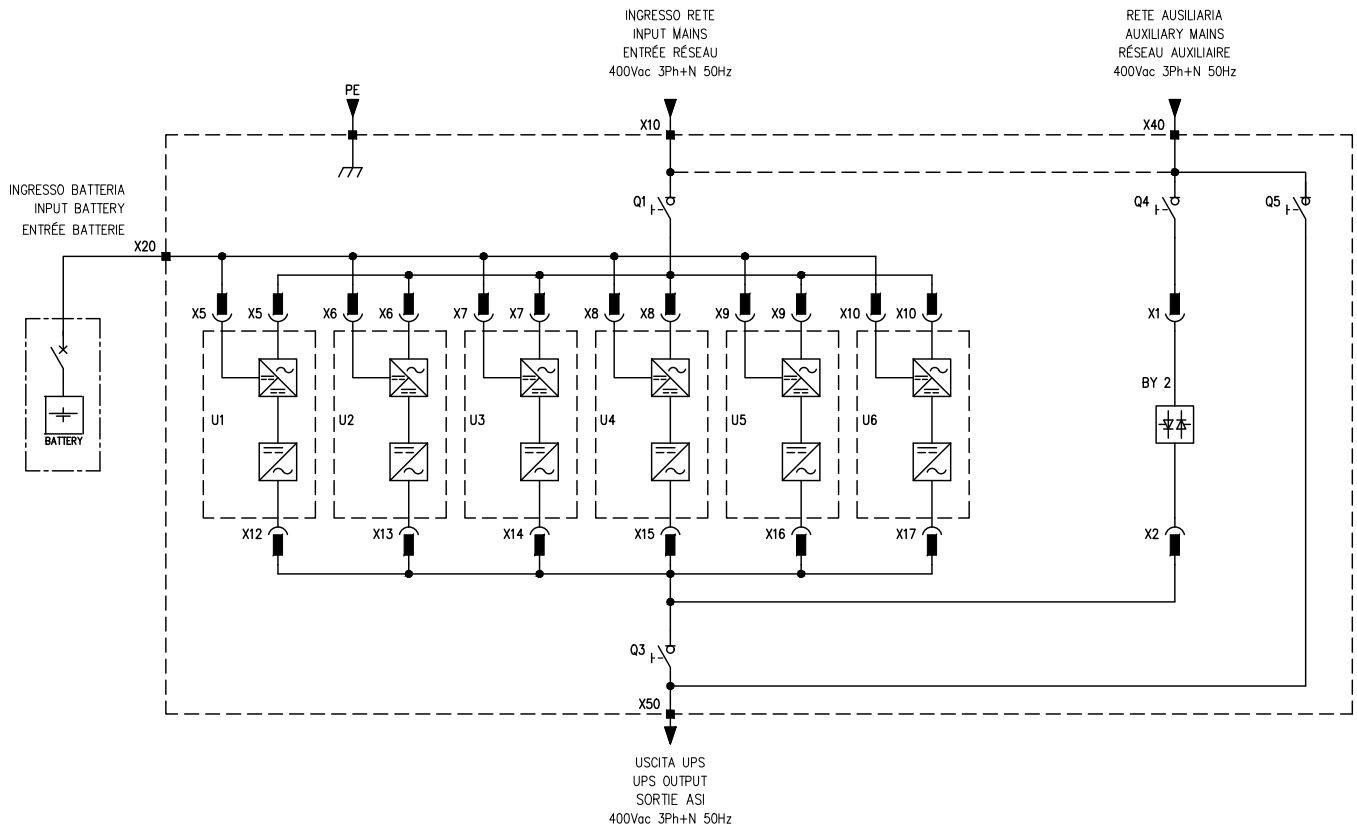 INGRESSO RETE
INPUT MAINS
ENTRÉE RÉSEAU
400Vac 3Ph+N 50Hz
RETE AUSILIARIA
AUXILIARY MAINS
RÉSEAU AUXILIAIRE
400Vac 3Ph+N 50Hz
PE
X10
X40
INGRESSO BATTERIA
INPUT BATTERY
ENTRÉE BATTERIE
Q1
Q4
Q5
X20
X5
X5
X6
X6
X7
X7
X8
X8
X9
X9
X10
X10
X1
BY 2
U1
U2
U3
U4
U5
U6
BATTERY
X12
X13
X14
X15
X16
X17
X2
Q3
X50
USCITA UPS
UPS OUTPUT
SORTIE ASI
400Vac 3Ph+N 50Hz